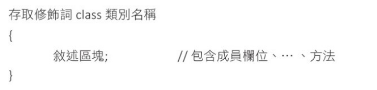 存取修飾詞 class 類別名稱
{
敘述區塊; // 包含成員欄位、… 、方法
}